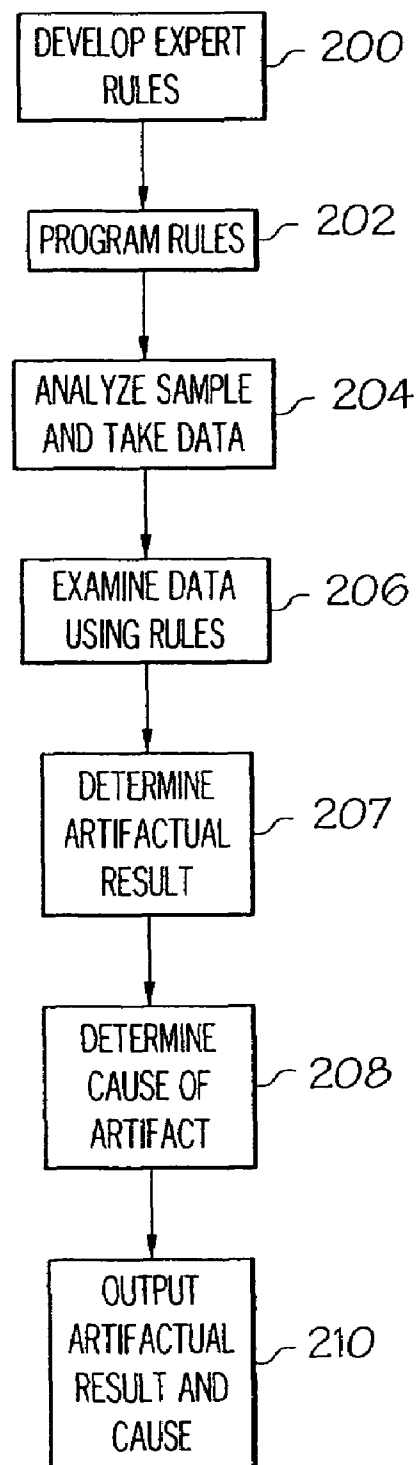 DEVELOP EXPERT
RULES
200
PROGRAM RULES
202
ANALYZE SAMPLE
AND TAKE DATA
204
EXAMINE DATA
USING RULES
206
DETERMINE
ARTIFACTUAL
RESULT
207
DETERMINE
CAUSE OF
ARTIFACT
208
OUTPUT
ARTIFACTUAL
RESULT AND
CAUSE
210